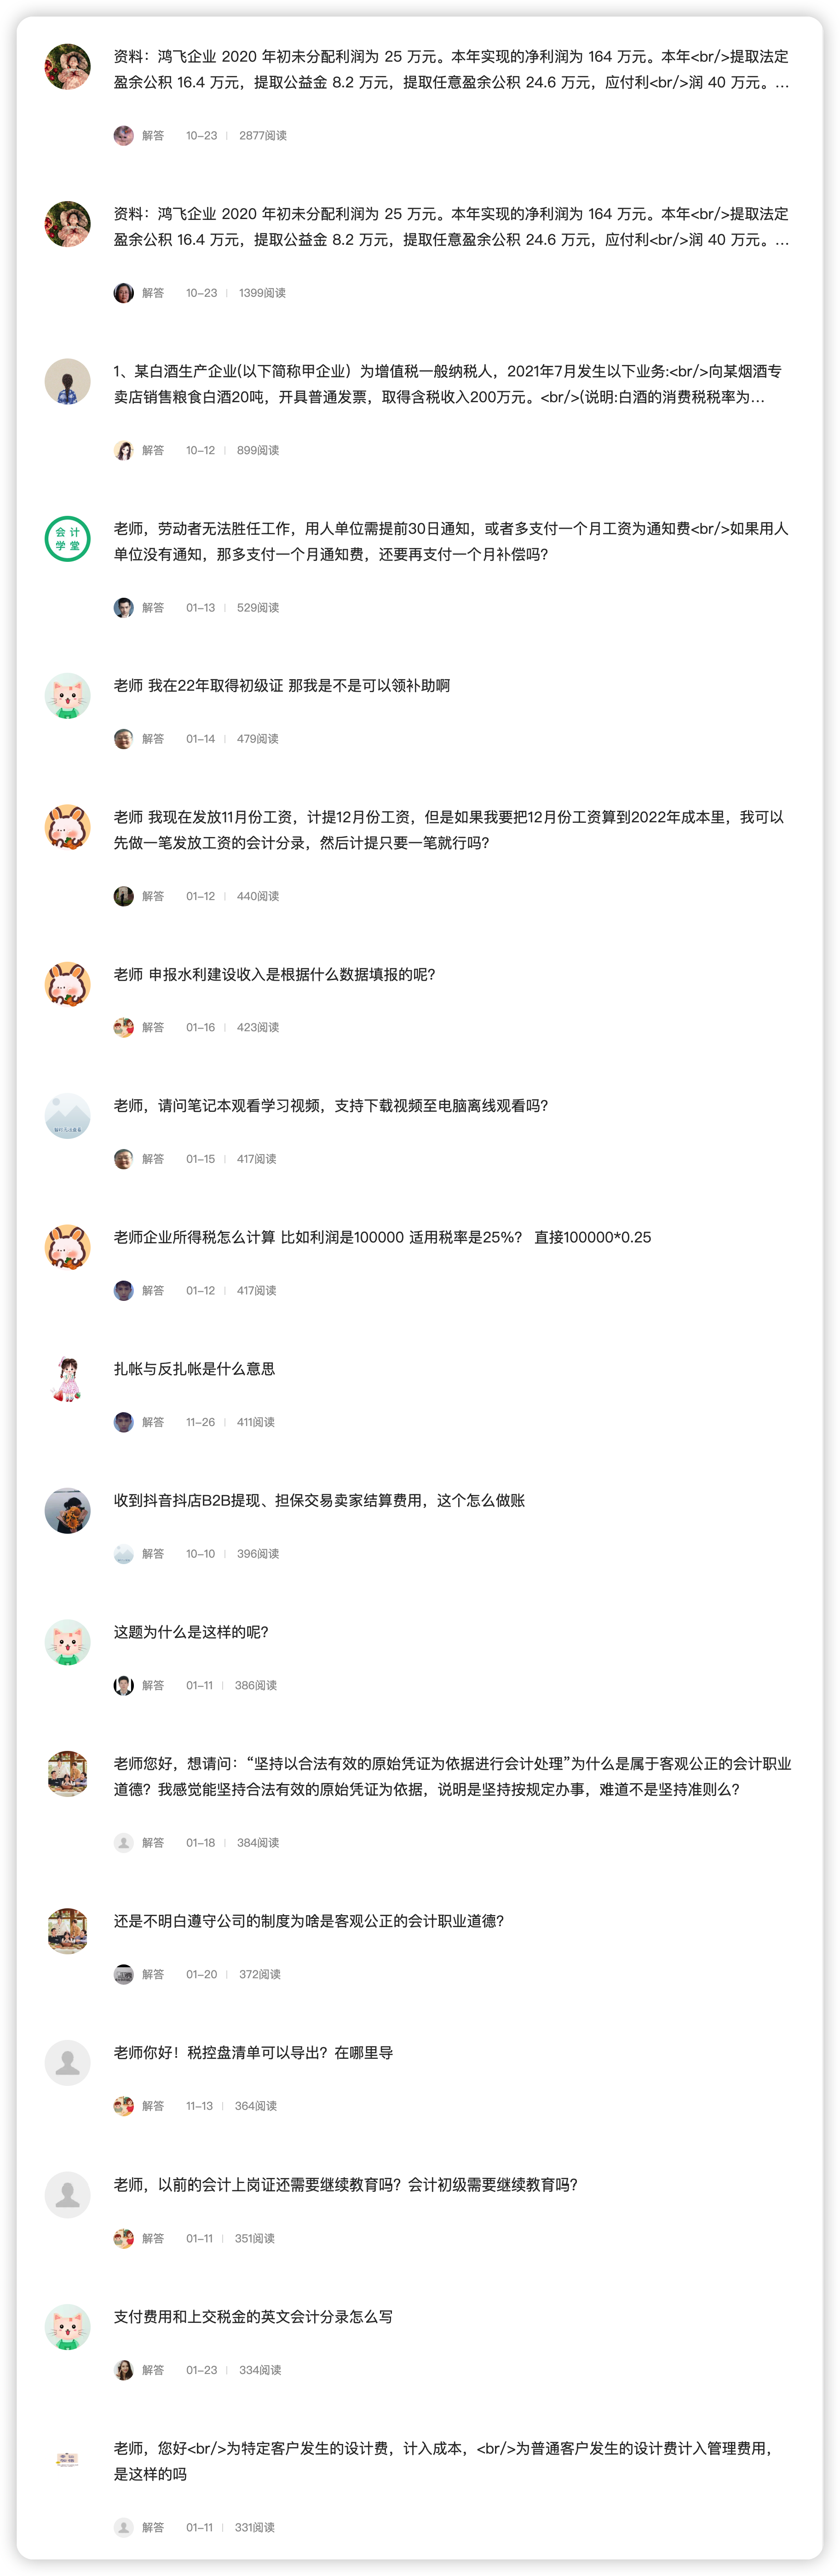 资料：鸿飞企业 2020 年初未分配利润为 25 万元。本年实现的净利润为 164 万元。本年<br/>提取法定
盈余公积 16.4 万元，提取公益金 8.2 万元，提取任意盈余公积 24.6 万元，应付利<br/>润 40 万元。...
解答 10-23 | 2877阅读
资料：鸿飞企业 2020 年初未分配利润为 25 万元。本年实现的净利润为 164 万元。本年<br/>提取法定
盈余公积 16.4 万元，提取公益金 8.2 万元，提取任意盈余公积 24.6 万元，应付利<br/>润 40 万元。...
解答 10-23 | 1399阅读
1、某白酒生产企业(以下简称甲企业）为增值税一般纳税人，2021年7月发生以下业务:<br/>向某烟酒专
卖店销售粮食白酒20吨，开具普通发票，取得含税收入200万元。<br/>(说明:白酒的消费税税率为...
解答 10-12 | 899阅读
会计
学堂
老师，劳动者无法胜任工作，用人单位需提前30日通知，或者多支付一个月工资为通知费<br/>如果用人
单位没有通知，那多支付一个月通知费，还要再支付一个月补偿吗？
解答 01-13 | 529阅读
老师 我在22年取得初级证 那我是不是可以领补助啊
解答 01-14 | 479阅读
老师 我现在发放11月份工资，计提12月份工资，但是如果我要把12月份工资算到2022年成本里，我可以
先做一笔发放工资的会计分录，然后计提只要一笔就行吗？
解答 01-12 | 440阅读
老师 申报水利建设收入是根据什么数据填报的呢？
解答 01-16 | 423阅读
老师，请问笔记本观看学习视频，支持下载视频至电脑离线观看吗？
解答 01-15 | 417阅读
老师企业所得税怎么计算 比如利润是100000 适用税率是25%？ 直接100000*0.25
解答 01-12 | 417阅读
扎帐与反扎帐是什么意思
解答 11-26 | 411阅读
收到抖音抖店B2B提现、担保交易卖家结算费用，这个怎么做账
解答 10-10 | 396阅读
这题为什么是这样的呢？
解答 01-11 | 386阅读
老师您好，想请问：“坚持以合法有效的原始凭证为依据进行会计处理”为什么是属于客观公正的会计职业
道德？我感觉能坚持合法有效的原始凭证为依据，说明是坚持按规定办事，难道不是坚持准则么？
解答 01-18 | 384阅读
还是不明白遵守公司的制度为啥是客观公正的会计职业道德？
解答 01-20 | 372阅读
老师你好！税控盘清单可以导出？在哪里导
解答 11-13 | 364阅读
老师，以前的会计上岗证还需要继续教育吗？会计初级需要继续教育吗？
解答 01-11 | 351阅读
支付费用和上交税金的英文会计分录怎么写
解答 01-23 | 334阅读
老师，您好<br/>为特定客户发生的设计费，计入成本，<br/>为普通客户发生的设计费计入管理费用，
是这样的吗
解答 01-11 | 331阅读